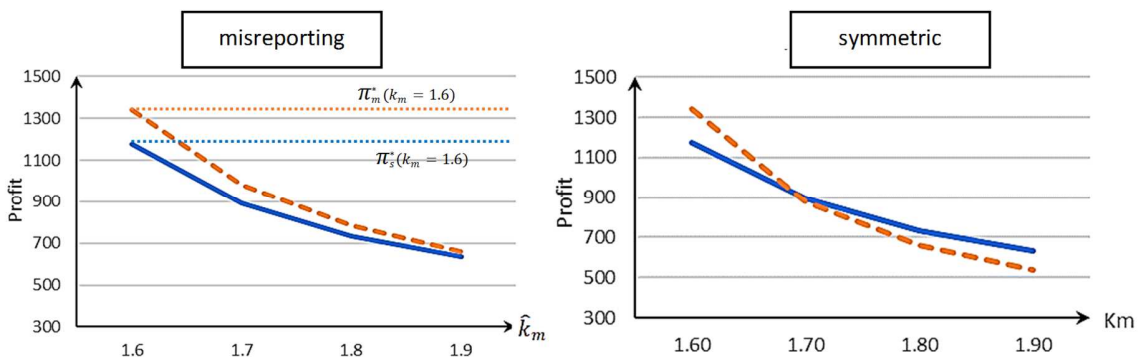 misreporting
1500
1300
1100
900
700
500
300
Profit
π*m(km = 1.6)
π*s(km = 1.6)
1.6 1.7 1.8 1.9
k̂m
symmetric
1500
1300
1100
900
700
500
300
Profit
1.60 1.70 1.80 1.90
Km